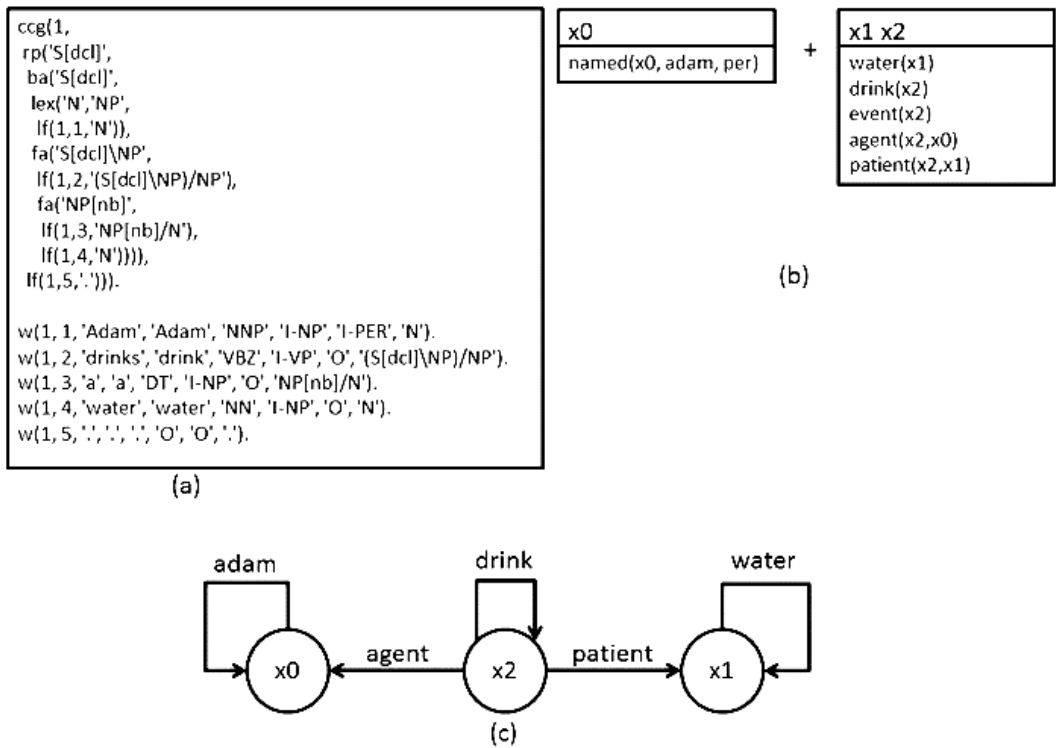 ccg(1,
rp('S[dcl]',
ba('S[dcl]',
lex('N','NP',
lf(1,1,'N')),
fa('S[dcl]\NP',
lf(1,2,'(S[dcl]\NP)/NP'),
fa('NP[nb]',
lf(1,3,'NP[nb]/N'),
lf(1,4,'N')))),
lf(1,5,'.'))).
w(1, 1, 'Adam', 'Adam', 'NNP', 'I-NP', 'I-PER', 'N').
w(1, 2, 'drinks', 'drink', 'VBZ', 'I-VP', 'O', '(S[dcl]\NP)/NP').
w(1, 3, 'a', 'a', 'DT', 'I-NP', 'O', 'NP[nb]/N').
w(1, 4, 'water', 'water', 'NN', 'I-NP', 'O', 'N').
w(1, 5, '.', '.', '.', 'O', 'O', '.').
(a)
x0
named(x0, adam, per)
+
x1 x2
water(x1)
drink(x2)
event(x2)
agent(x2,x0)
patient(x2,x1)
(b)
adam
drink
water
x0
agent
x2
patient
x1
(c)